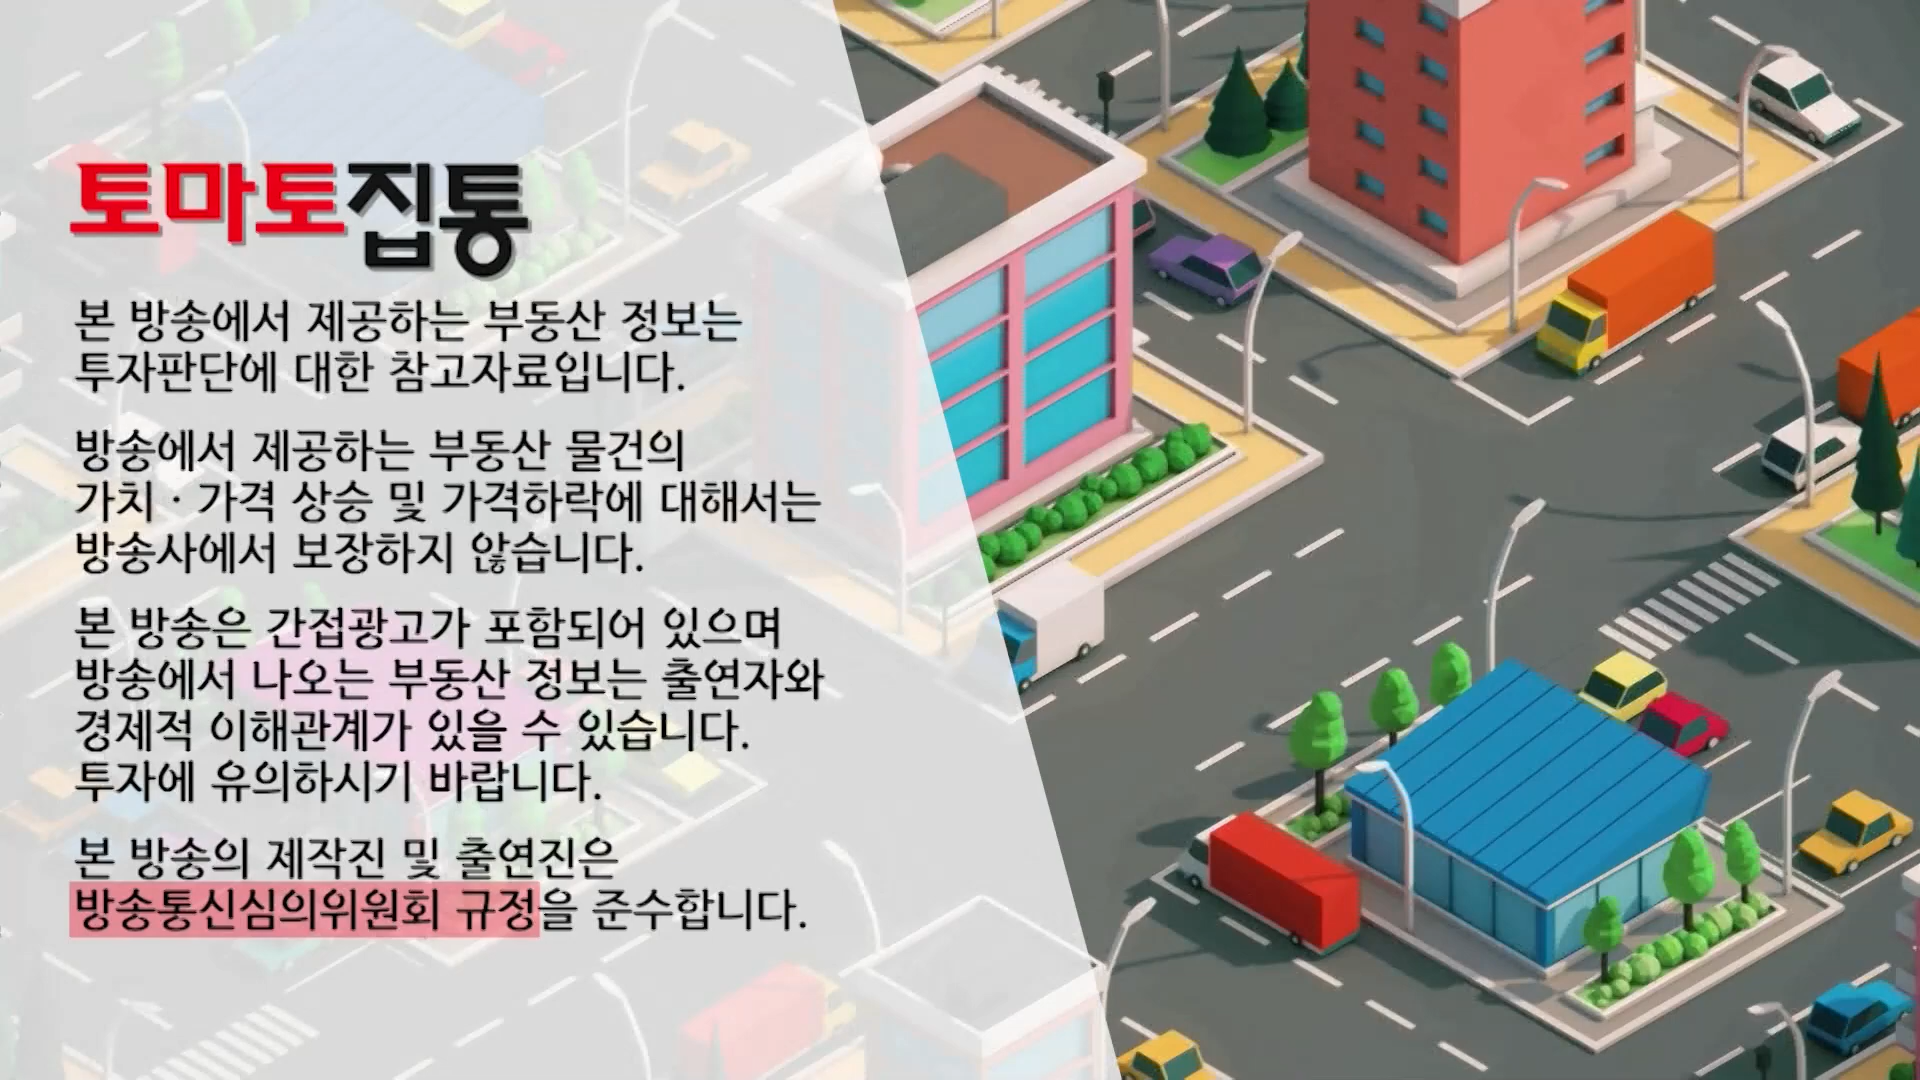 토마토집통
본 방송에서 제공하는 부동산 정보는
투자판단에 대한 참고자료입니다.
방송에서 제공하는 부동산 물건의
가치 · 가격 상승 및 가격하락에 대해서는
방송사에서 보장하지 않습니다.
본 방송은 간접광고가 포함되어 있으며
방송에서 나오는 부동산 정보는 출연자와
경제적 이해관계가 있을 수 있습니다.
투자에 유의하시기 바랍니다.
본 방송의 제작진 및 출연진은
방송통신심의위원회 규정을 준수합니다.